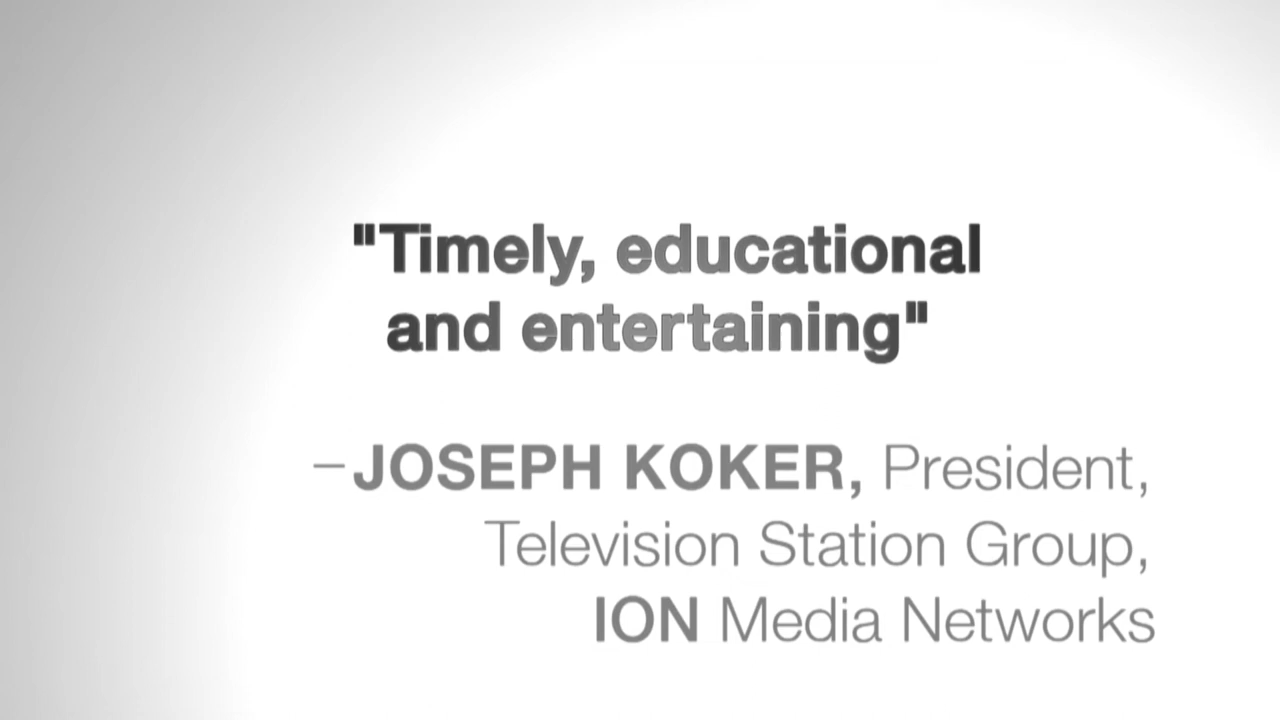 "Timely, educational
and entertaining"
–JOSEPH KOKER, President,
Television Station Group,
ION Media Networks